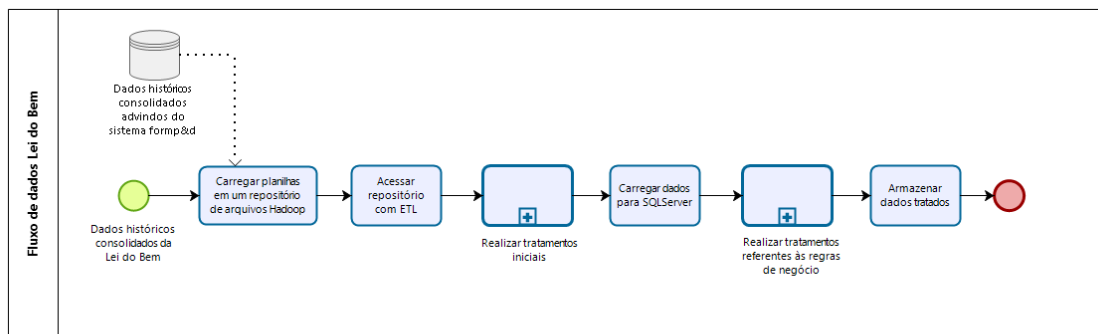 Fluxo de dados Lei do Bem
Dados históricos
consolidados
advindos do
sistema formp&d
Dados históricos
consolidados da
Lei do Bem
Carregar planilhas
em um repositório
de arquivos Hadoop
Acessar
repositório
com ETL
Realizar tratamentos
iniciais
Carregar dados
para SQLServer
Realizar tratamentos
referentes às regras
de negócio
Armazenar
dados tratados